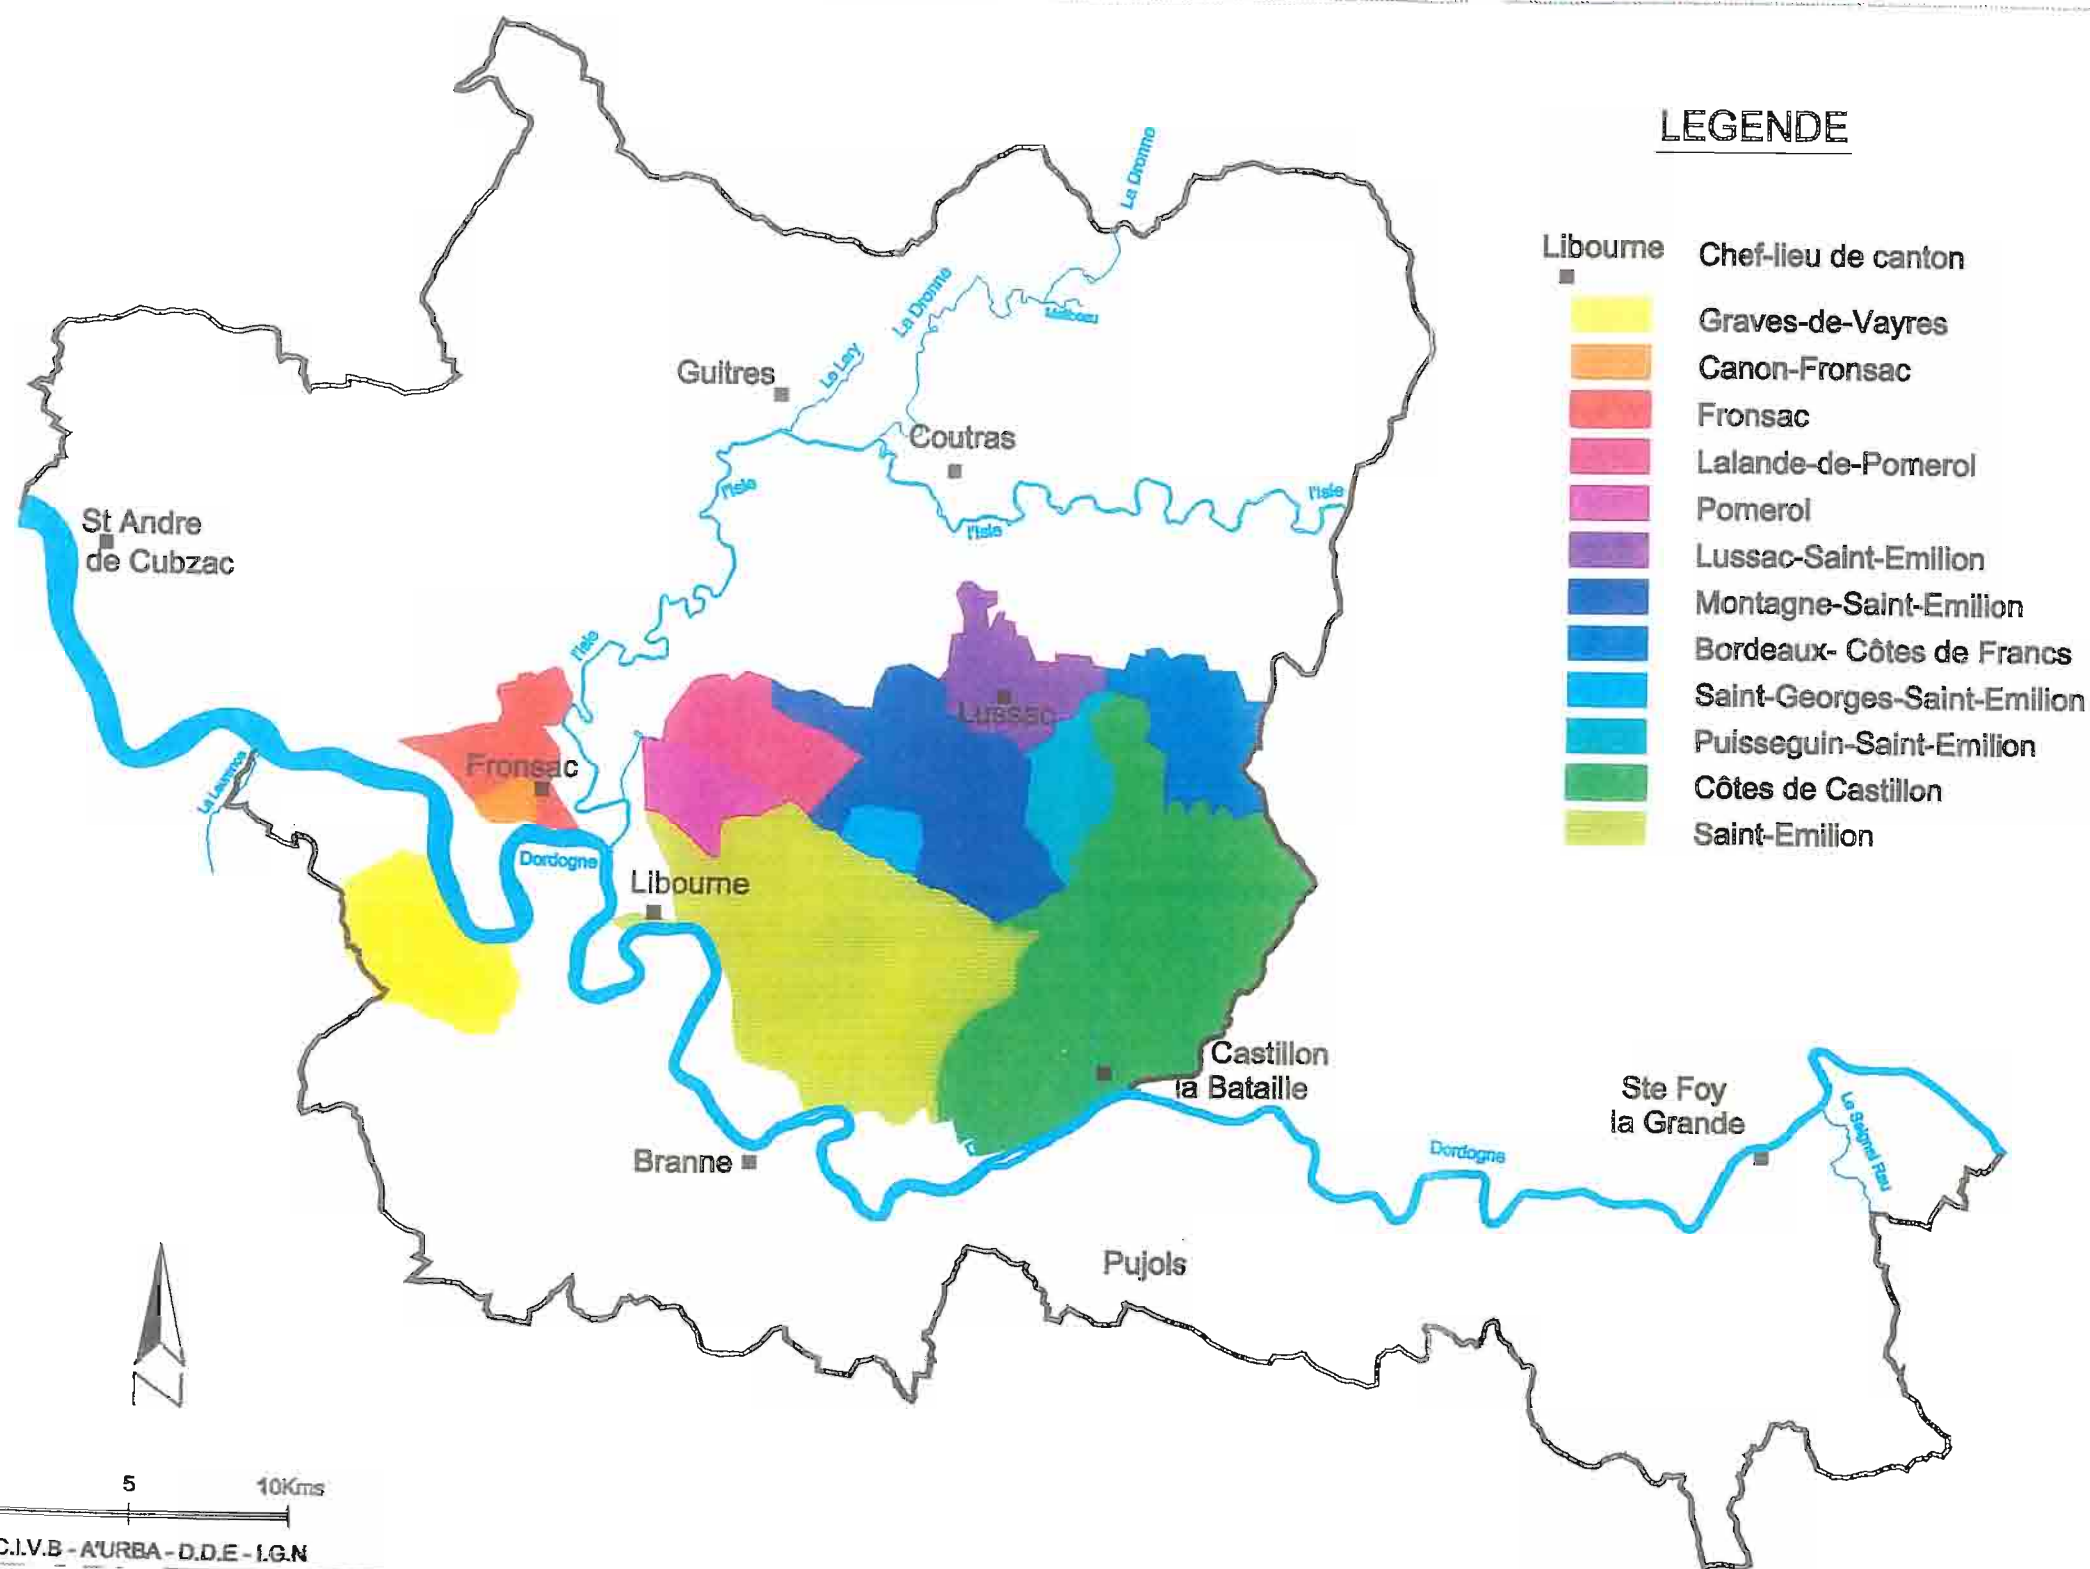 LEGENDE
Libourne
Chef-lieu de canton
Graves-de-Vayres
Canon-Fronsac
Fronsac
Lalande-de-Pomerol
Pomerol
Lussac-Saint-Emilion
Montagne-Saint-Emilion
Bordeaux- Côtes de Francs
Saint-Georges-Saint-Emilion
Puisseguin-Saint-Emilion
Côtes de Castillon
Saint-Emilion
La Dronne
La Dronne
Le Lary
Guitres
Coutras
l'Isle
l'Isle
l'Isle
l'Isle
St Andre
de Cubzac
Lussac
Fronsac
Dordogne
Libourne
Castillon
la Bataille
Ste Foy
la Grande
Branne
Dordogne
Pujols
5
10Kms
C.I.V.B - A'URBA - D.D.E - I.G.N